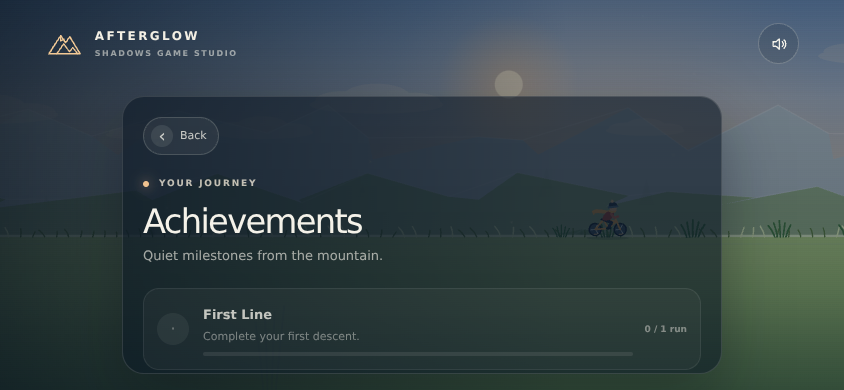 AFTERGLOW
SHADOWS GAME STUDIO
Back
YOUR JOURNEY
Achievements
Quiet milestones from the mountain.
First Line
Complete your first descent.
0 / 1 run